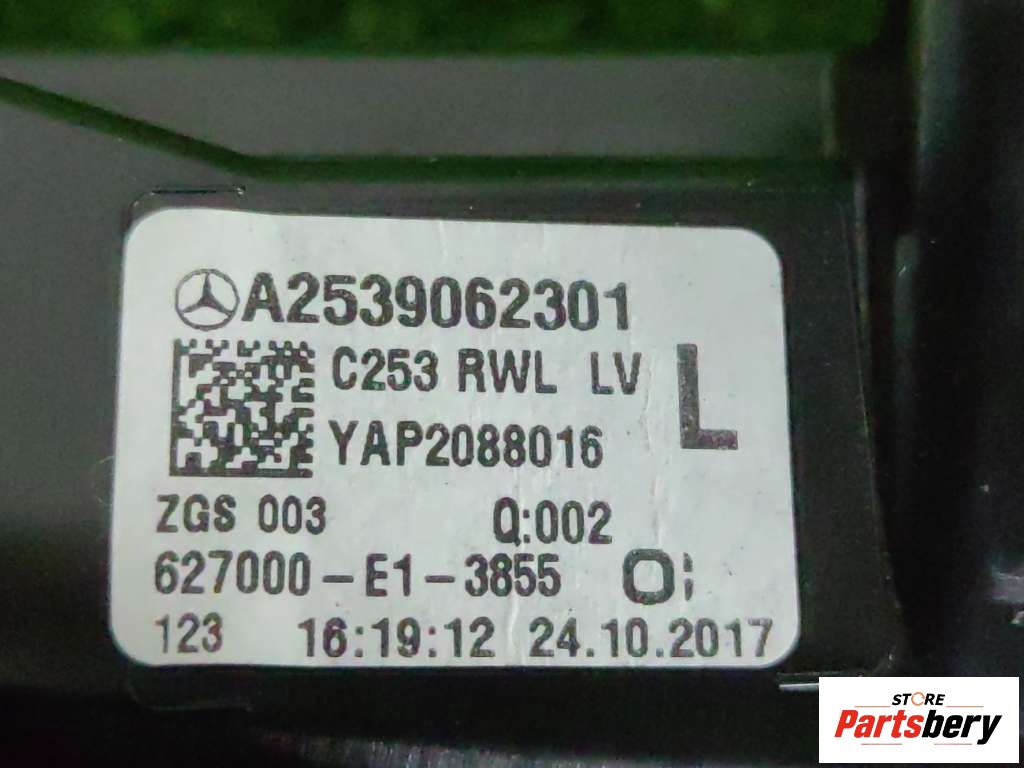 A2539062301
C253 RWL LV L
YAP2088016
ZGS 003 Q:002
627000-E1-3855 O
123 16:19:12 24.10.2017
STORE
Partsbery